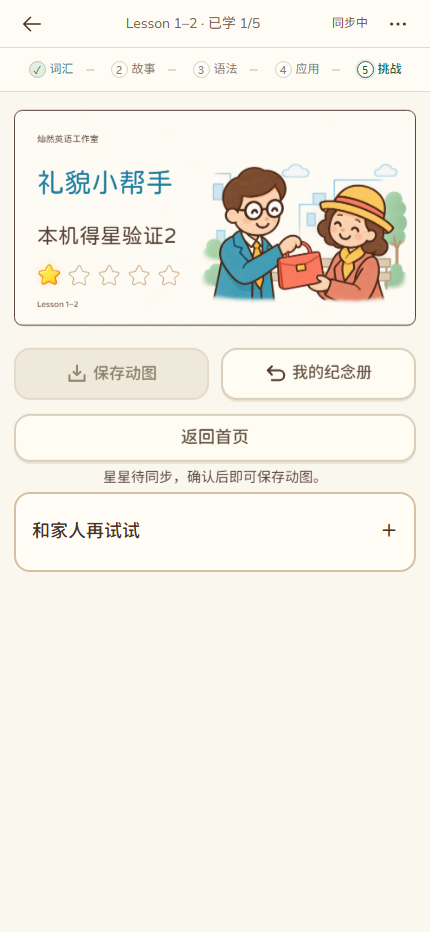 Lesson 1–2 · 已学 1/5
同步中
词汇
2 故事
3 语法
4 应用
5 挑战
灿然英语工作室
礼貌小帮手
本机得星验证2
Lesson 1–2
保存动图
我的纪念册
返回首页
星星待同步，确认后即可保存动图。
和家人再试试